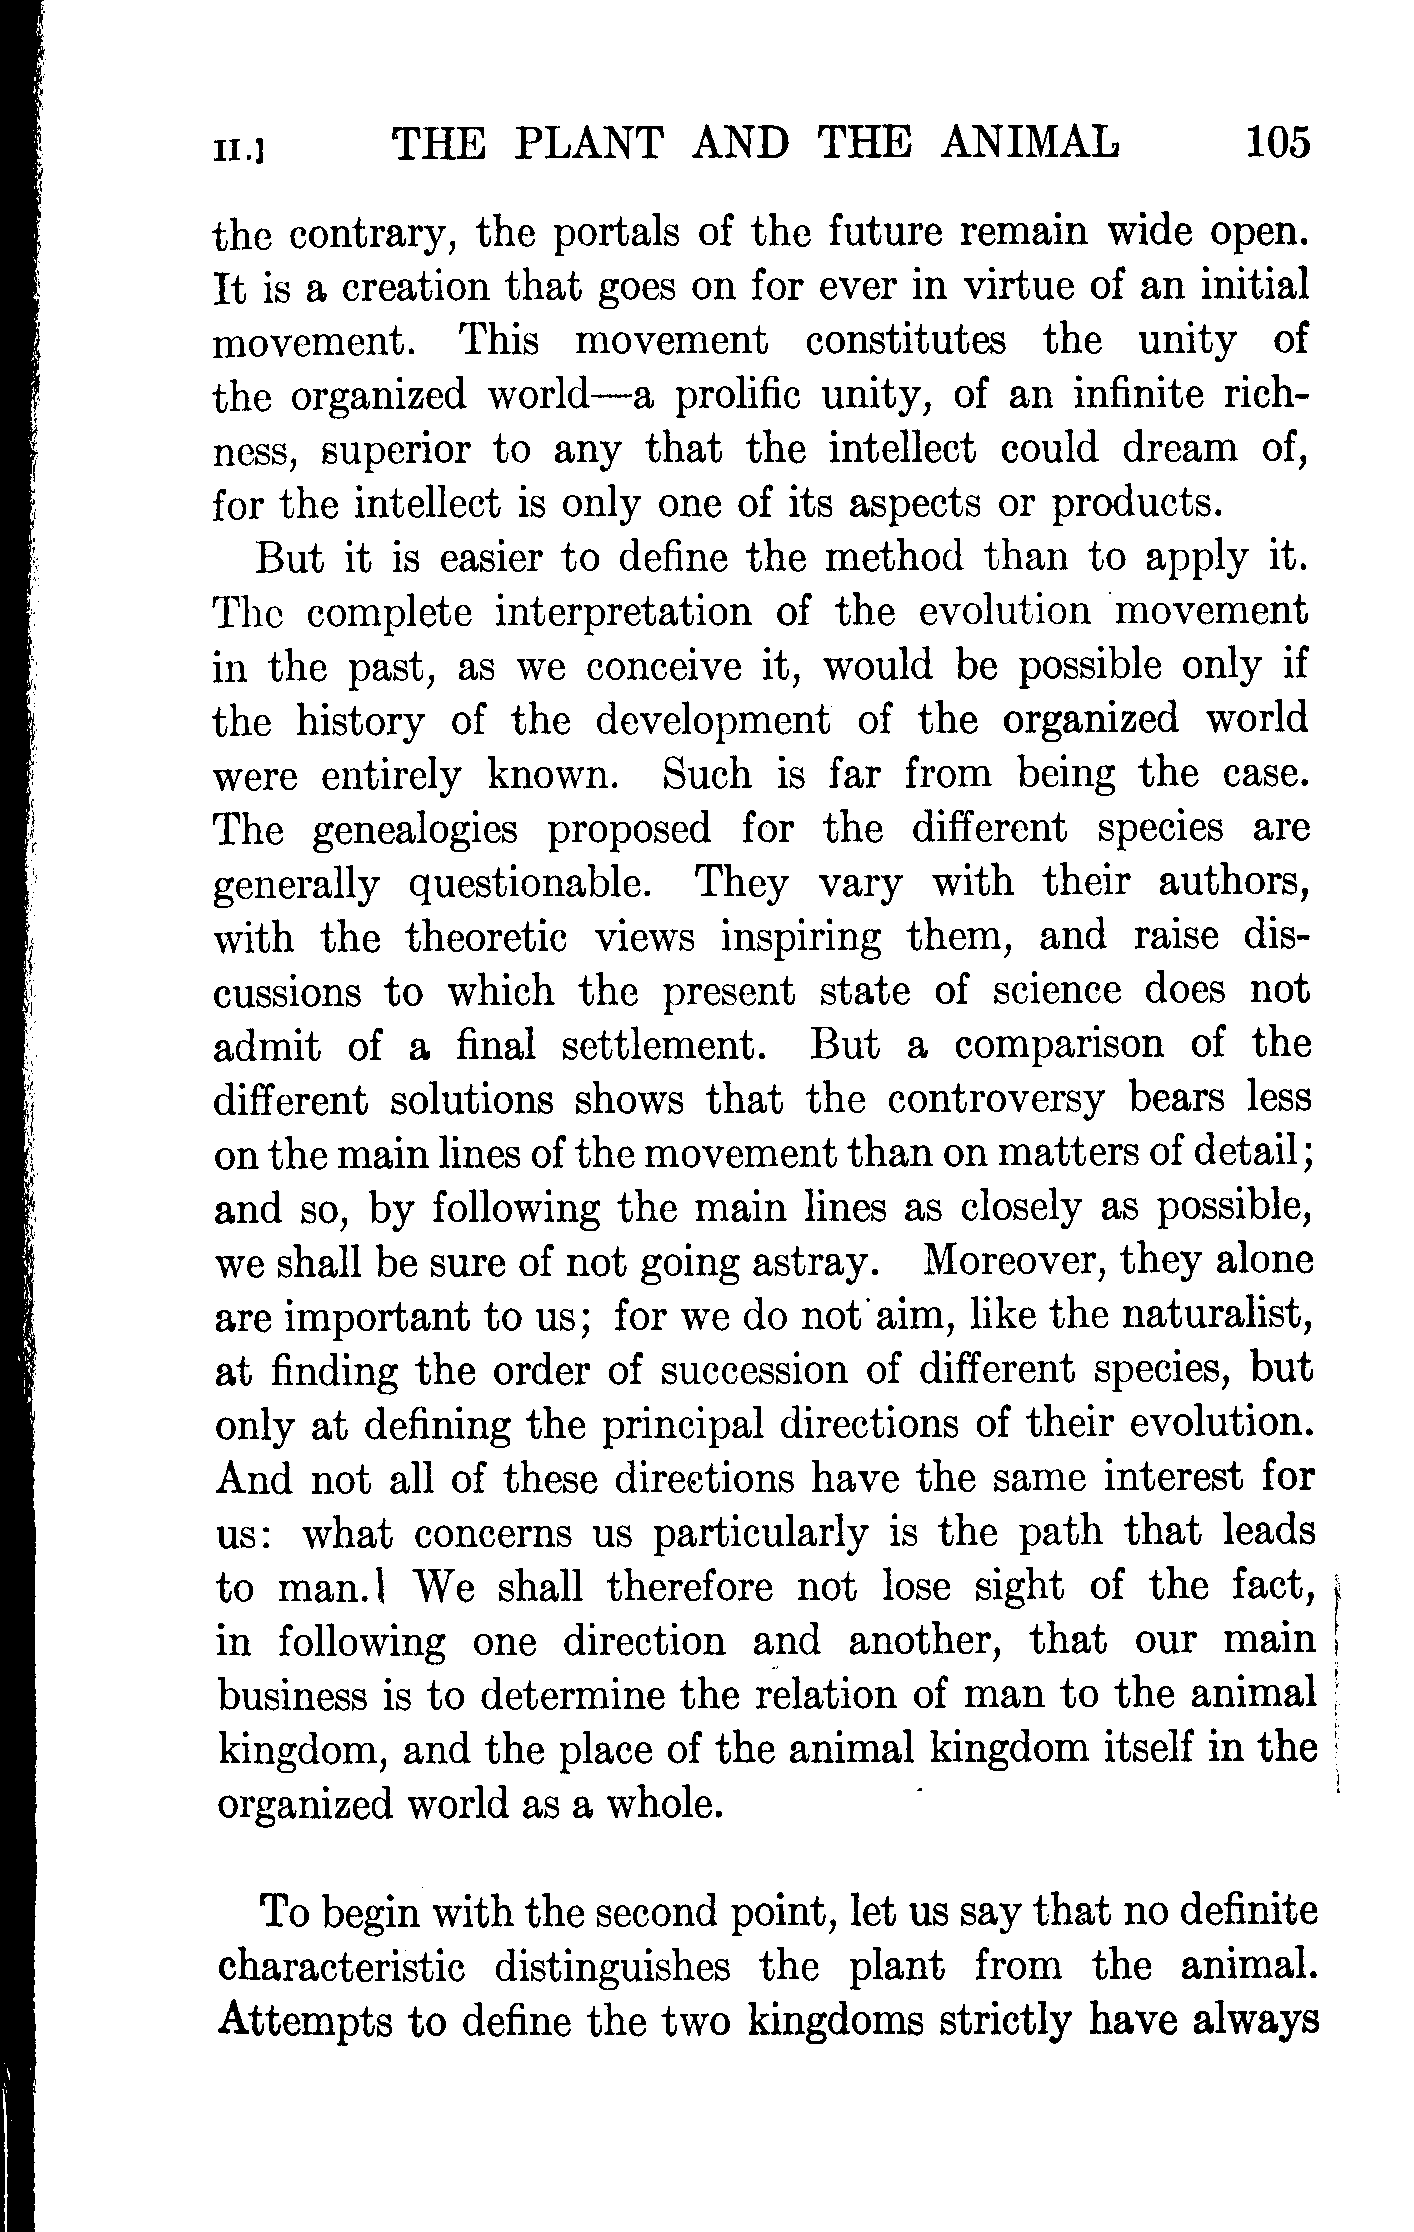 II.] THE PLANT AND THE ANIMAL 105
the contrary, the portals of the future remain wide open.
It is a creation that goes on for ever in virtue of an initial
movement. This movement constitutes the unity of
the organized world—a prolific unity, of an infinite rich-
ness, superior to any that the intellect could dream of,
for the intellect is only one of its aspects or products.
But it is easier to define the method than to apply it.
The complete interpretation of the evolution movement
in the past, as we conceive it, would be possible only if
the history of the development of the organized world
were entirely known. Such is far from being the case.
The genealogies proposed for the different species are
generally questionable. They vary with their authors,
with the theoretic views inspiring them, and raise dis-
cussions to which the present state of science does not
admit of a final settlement. But a comparison of the
different solutions shows that the controversy bears less
on the main lines of the movement than on matters of detail;
and so, by following the main lines as closely as possible,
we shall be sure of not going astray. Moreover, they alone
are important to us; for we do not aim, like the naturalist,
at finding the order of succession of different species, but
only at defining the principal directions of their evolution.
And not all of these directions have the same interest for
us: what concerns us particularly is the path that leads
to man. We shall therefore not lose sight of the fact,
in following one direction and another, that our main
business is to determine the relation of man to the animal
kingdom, and the place of the animal kingdom itself in the
organized world as a whole.
To begin with the second point, let us say that no definite
characteristic distinguishes the plant from the animal.
Attempts to define the two kingdoms strictly have always